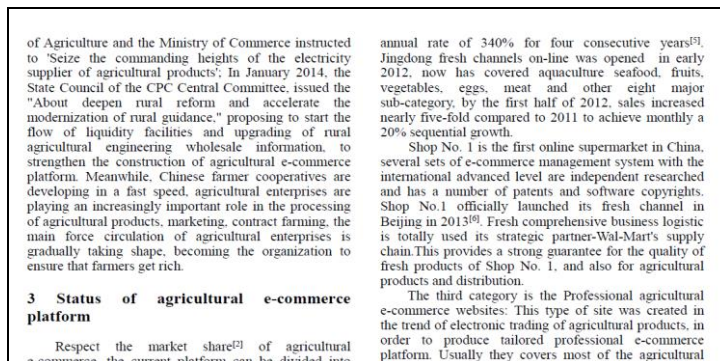 of Agriculture and the Ministry of Commerce instructed
to 'Seize the commanding heights of the electricity
supplier of agricultural products'; In January 2014, the
State Council of the CPC Central Committee, issued the
"About deepen rural reform and accelerate the
modernization of rural guidance," proposing to start the
flow of liquidity facilities and upgrading of rural
agricultural engineering wholesale information, to
strengthen the construction of agricultural e-commerce
platform. Meanwhile, Chinese farmer cooperatives are
developing in a fast speed, agricultural enterprises are
playing an increasingly important role in the processing
of agricultural products, marketing, contract farming, the
main force circulation of agricultural enterprises is
gradually taking shape, becoming the organization to
ensure that farmers get rich.
3 Status of agricultural e-commerce
platform
Respect the market share[2] of agricultural
e-commerce, the current platform can be divided into
annual rate of 340% for four consecutive years[5].
Jingdong fresh channels on-line was opened in early
2012, now has covered aquaculture seafood, fruits,
vegetables, eggs, meat and other eight major
sub-category, by the first half of 2012, sales increased
nearly five-fold compared to 2011 to achieve monthly a
20% sequential growth.
Shop No. 1 is the first online supermarket in China,
several sets of e-commerce management system with the
international advanced level are independent researched
and has a number of patents and software copyrights.
Shop No.1 officially launched its fresh channel in
Beijing in 2013[6]. Fresh comprehensive business logistic
is totally used its strategic partner-Wal-Mart's supply
chain.This provides a strong guarantee for the quality of
fresh products of Shop No. 1, and also for agricultural
products and distribution.
The third category is the Professional agricultural
e-commerce websites: This type of site was created in
the trend of electronic trading of agricultural products, in
order to produce tailored professional e-commerce
platform. Usually they covers most of the agricultural